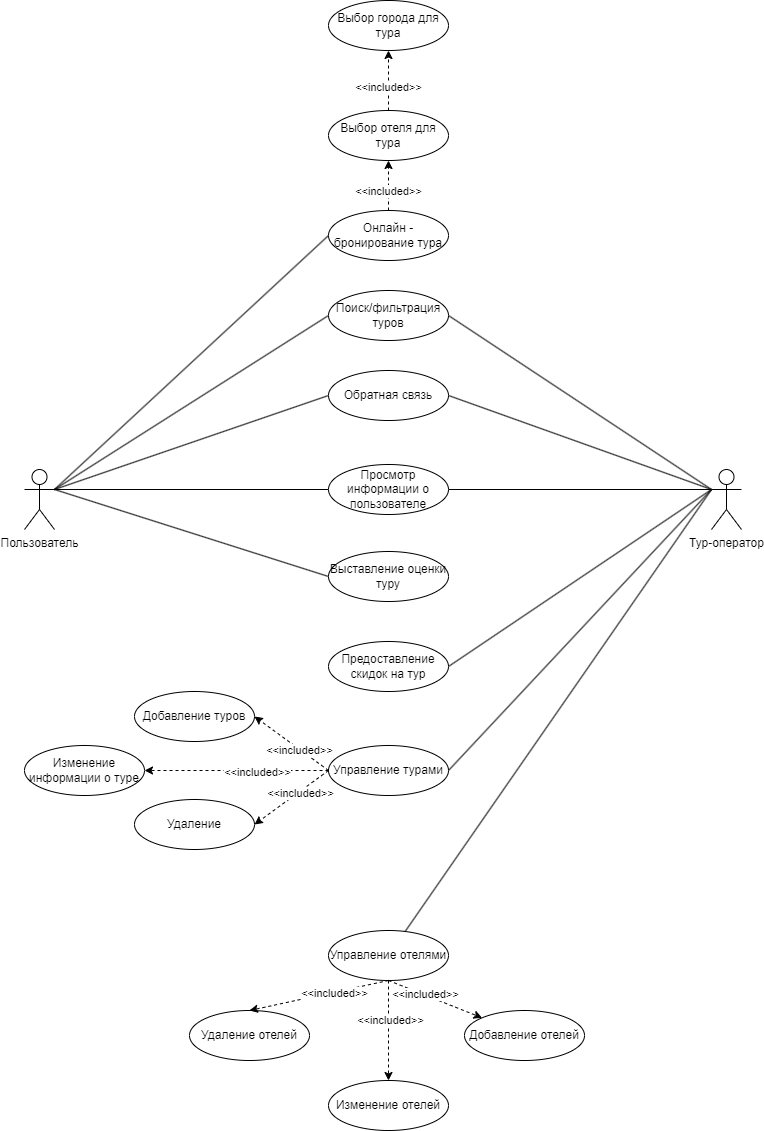 Выбор города для
тура
<<included>>
Выбор отеля для
тура
<<included>>
Онлайн -
бронирование тура
Поиск/фильтрация
туров
Обратная связь
Просмотр
информации о
пользователе
Пользователь
Тур-оператор
Выставление оценки
туру
Предоставление
скидок на тур
Добавление туров
<<included>>
Изменение
информации о туре
<<included>>
Управление турами
<<included>>
Удаление
Управление отелями
<<included>>
<<included>>
<<included>>
Удаление отелей
Добавление отелей
Изменение отелей